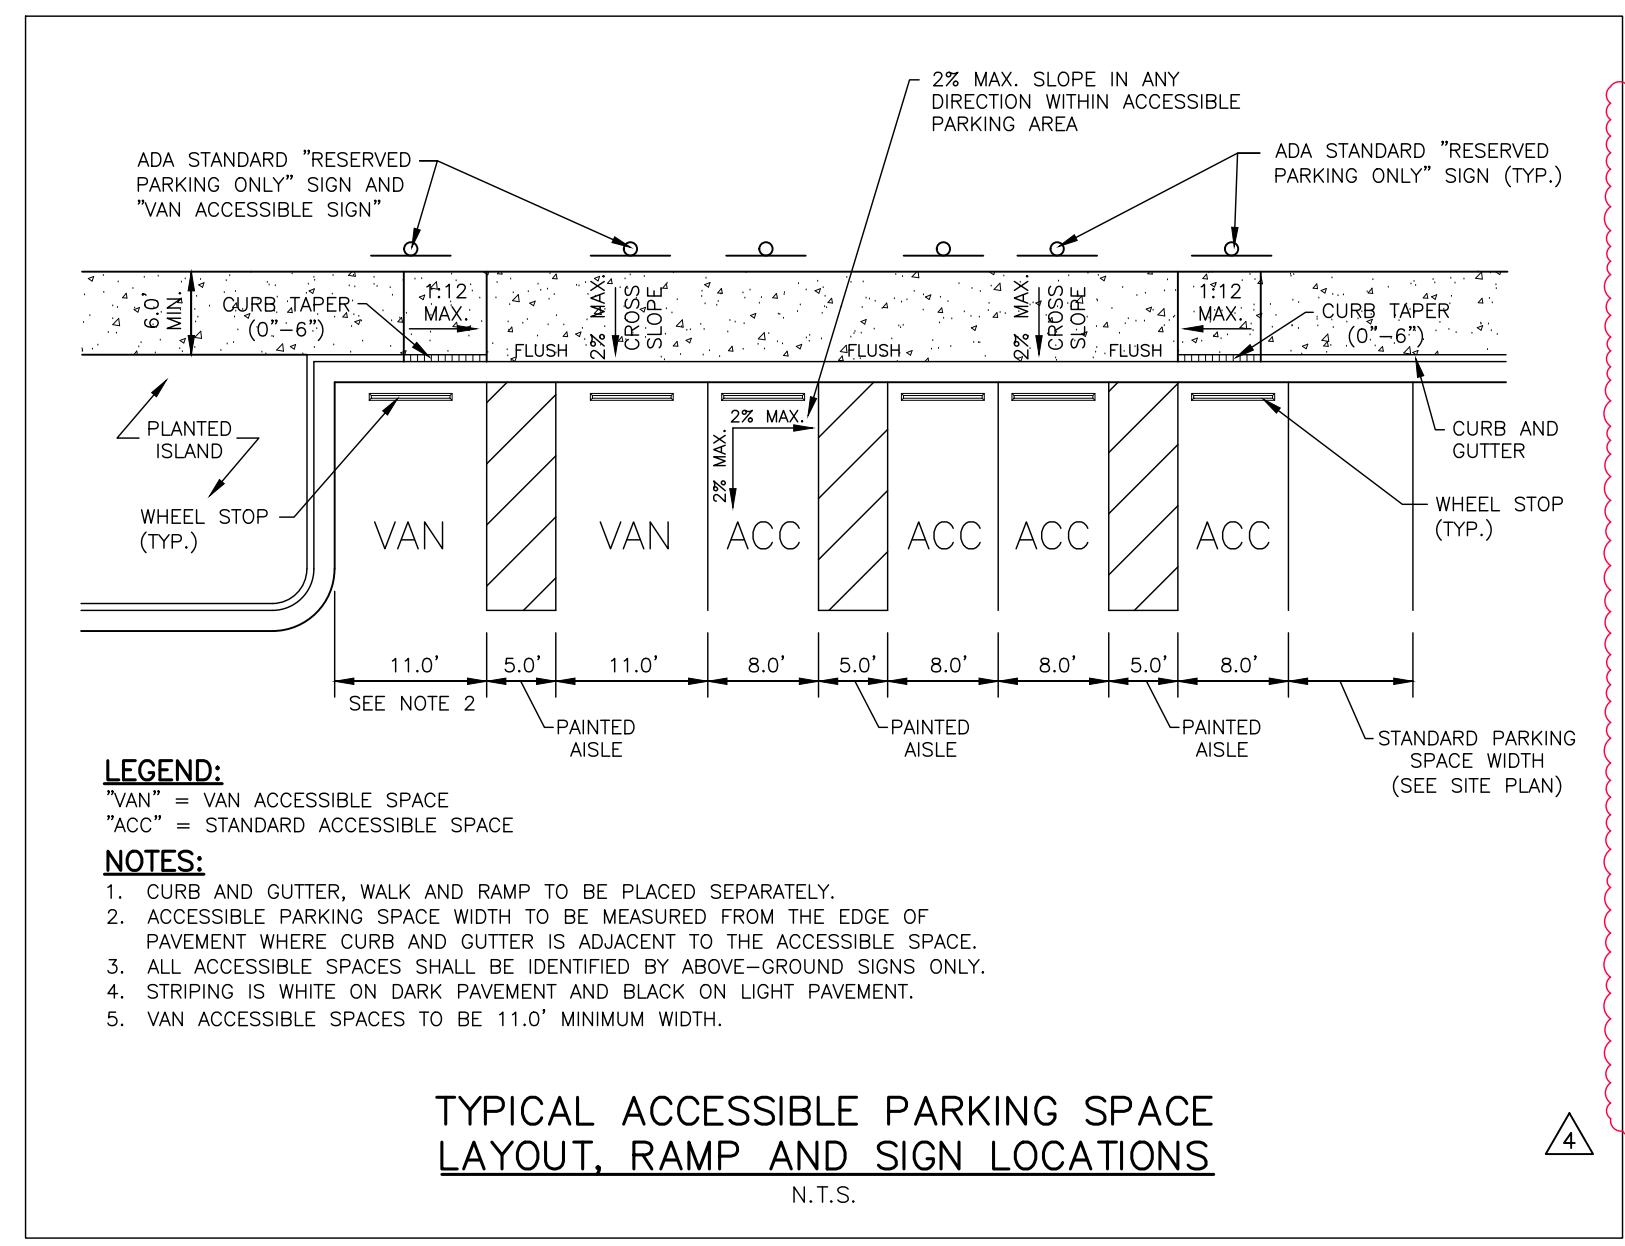 2% MAX. SLOPE IN ANY
DIRECTION WITHIN ACCESSIBLE
PARKING AREA
ADA STANDARD "RESERVED
PARKING ONLY" SIGN AND
"VAN ACCESSIBLE SIGN"
ADA STANDARD "RESERVED
PARKING ONLY" SIGN (TYP.)
6.0'
MIN.
CURB TAPER
(0"-6")
1:12
MAX.
2% MAX.
CROSS
SLOPE
FLUSH
FLUSH
2% MAX.
CROSS
SLOPE
FLUSH
1:12
MAX.
CURB TAPER
(0"-6")
PLANTED
ISLAND
WHEEL STOP
(TYP.)
2% MAX.
2% MAX.
CURB AND
GUTTER
WHEEL STOP
(TYP.)
VAN
VAN
ACC
ACC
ACC
ACC
11.0'
5.0'
11.0'
8.0'
5.0'
8.0'
8.0'
5.0'
8.0'
SEE NOTE 2
PAINTED
AISLE
PAINTED
AISLE
PAINTED
AISLE
STANDARD PARKING
SPACE WIDTH
(SEE SITE PLAN)
LEGEND:
"VAN" = VAN ACCESSIBLE SPACE
"ACC" = STANDARD ACCESSIBLE SPACE
NOTES:
1. CURB AND GUTTER, WALK AND RAMP TO BE PLACED SEPARATELY.
2. ACCESSIBLE PARKING SPACE WIDTH TO BE MEASURED FROM THE EDGE OF
PAVEMENT WHERE CURB AND GUTTER IS ADJACENT TO THE ACCESSIBLE SPACE.
3. ALL ACCESSIBLE SPACES SHALL BE IDENTIFIED BY ABOVE-GROUND SIGNS ONLY.
4. STRIPING IS WHITE ON DARK PAVEMENT AND BLACK ON LIGHT PAVEMENT.
5. VAN ACCESSIBLE SPACES TO BE 11.0' MINIMUM WIDTH.
TYPICAL ACCESSIBLE PARKING SPACE
LAYOUT, RAMP AND SIGN LOCATIONS
N.T.S.
4